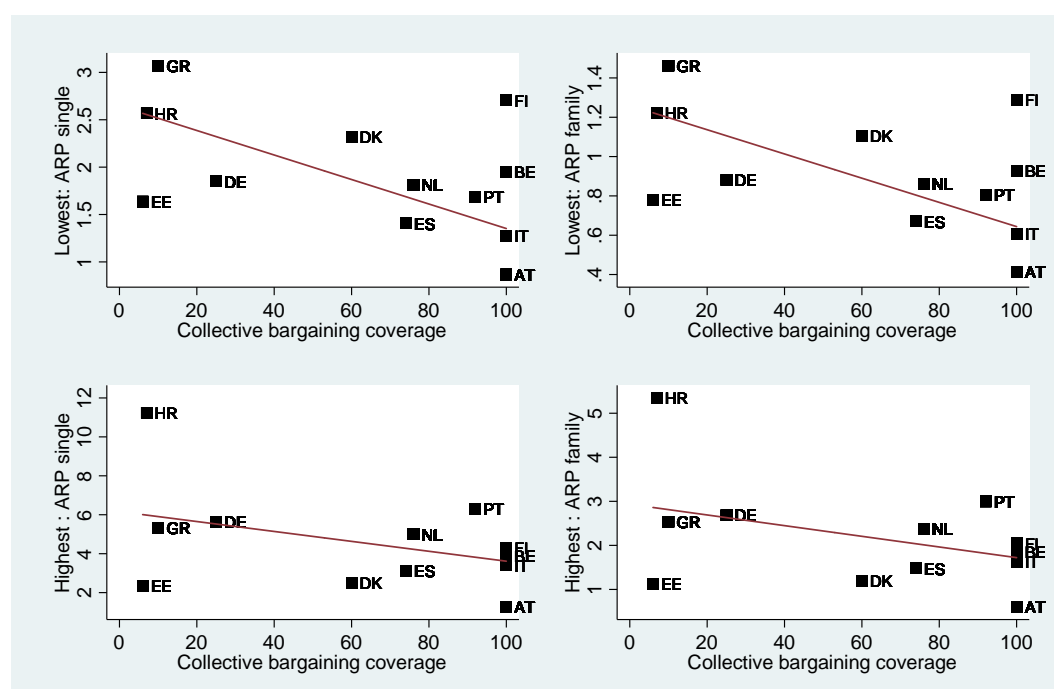 Lowest: ARP single
3
2.5
2
1.5
1
GR
HR
FI
DK
BE
DE
NL
PT
EE
ES
IT
AT
0 20 40 60 80 100
Collective bargaining coverage
Lowest: ARP family
1.4
1.2
1
.8
.6
.4
GR
FI
HR
DK
BE
DE
NL
PT
EE
ES
IT
AT
0 20 40 60 80 100
Collective bargaining coverage
Highest : ARP single
12
10
8
6
4
2
HR
PT
DE
GR
NL
FI
BE
IT
ES
DK
EE
AT
0 20 40 60 80 100
Collective bargaining coverage
Highest : ARP family
5
4
3
2
1
HR
PT
DE
GR
NL
FI
BE
IT
ES
DK
EE
AT
0 20 40 60 80 100
Collective bargaining coverage